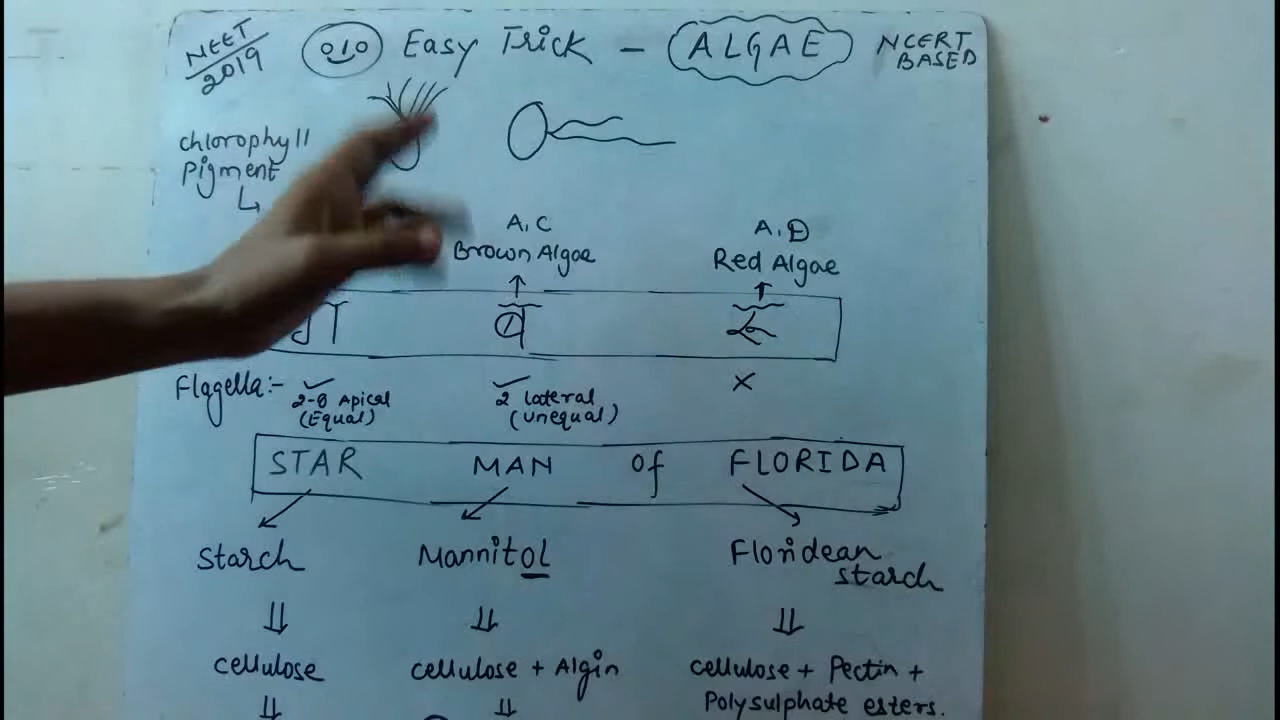 NEET
2019
Easy Trick - ALGAE
NCERT
BASED
chlorophyll
Pigment
A, C
A, D
Brown Algae
Red Algae
Flagella:-
2-8 Apical
(Equal)
2 lateral
(unequal)
×
STAR MAN of FLORIDA
Starch
Mannitol
Floridean
starch
cellulose
cellulose + Algin
cellulose + Pectin +
Polysulphate esters.